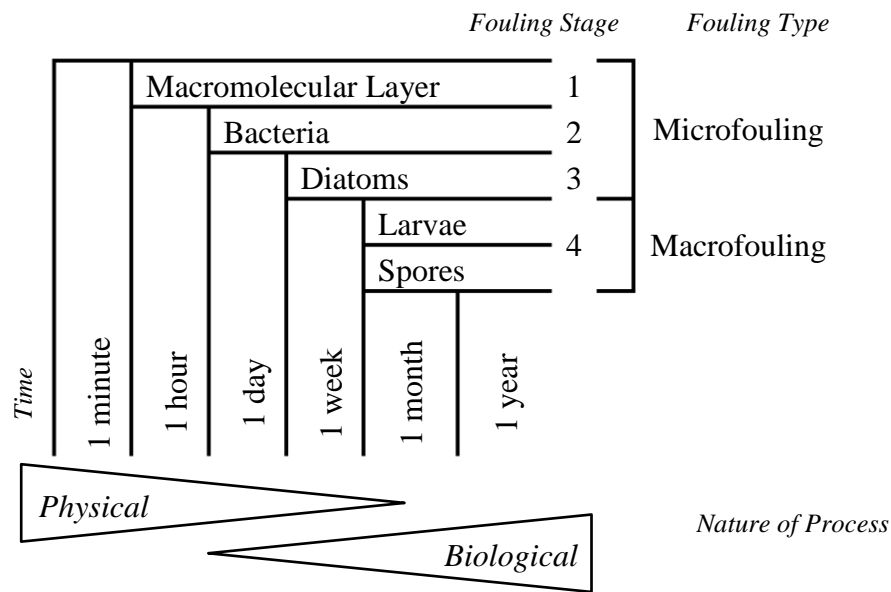 Fouling Stage Fouling Type
Macromolecular Layer 1
Bacteria 2
Microfouling
Diatoms 3
Larvae
4 Macrofouling
Spores
Time
1 minute
1 hour
1 day
1 week
1 month
1 year
Physical
Nature of Process
Biological